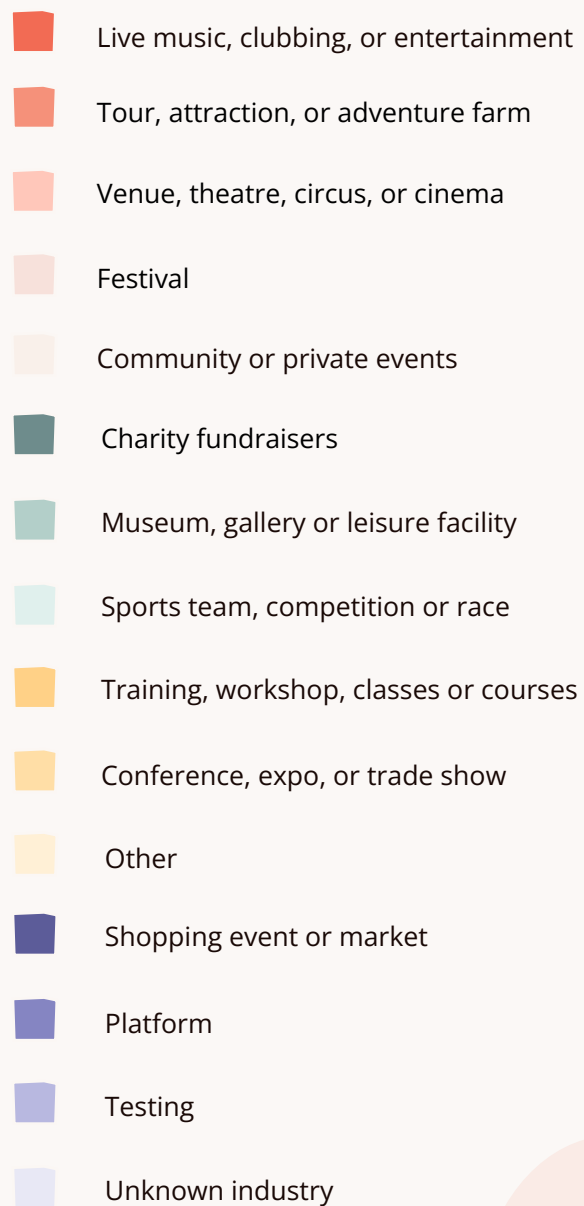 Live music, clubbing, or entertainment
Tour, attraction, or adventure farm
Venue, theatre, circus, or cinema
Festival
Community or private events
Charity fundraisers
Museum, gallery or leisure facility
Sports team, competition or race
Training, workshop, classes or courses
Conference, expo, or trade show
Other
Shopping event or market
Platform
Testing
Unknown industry